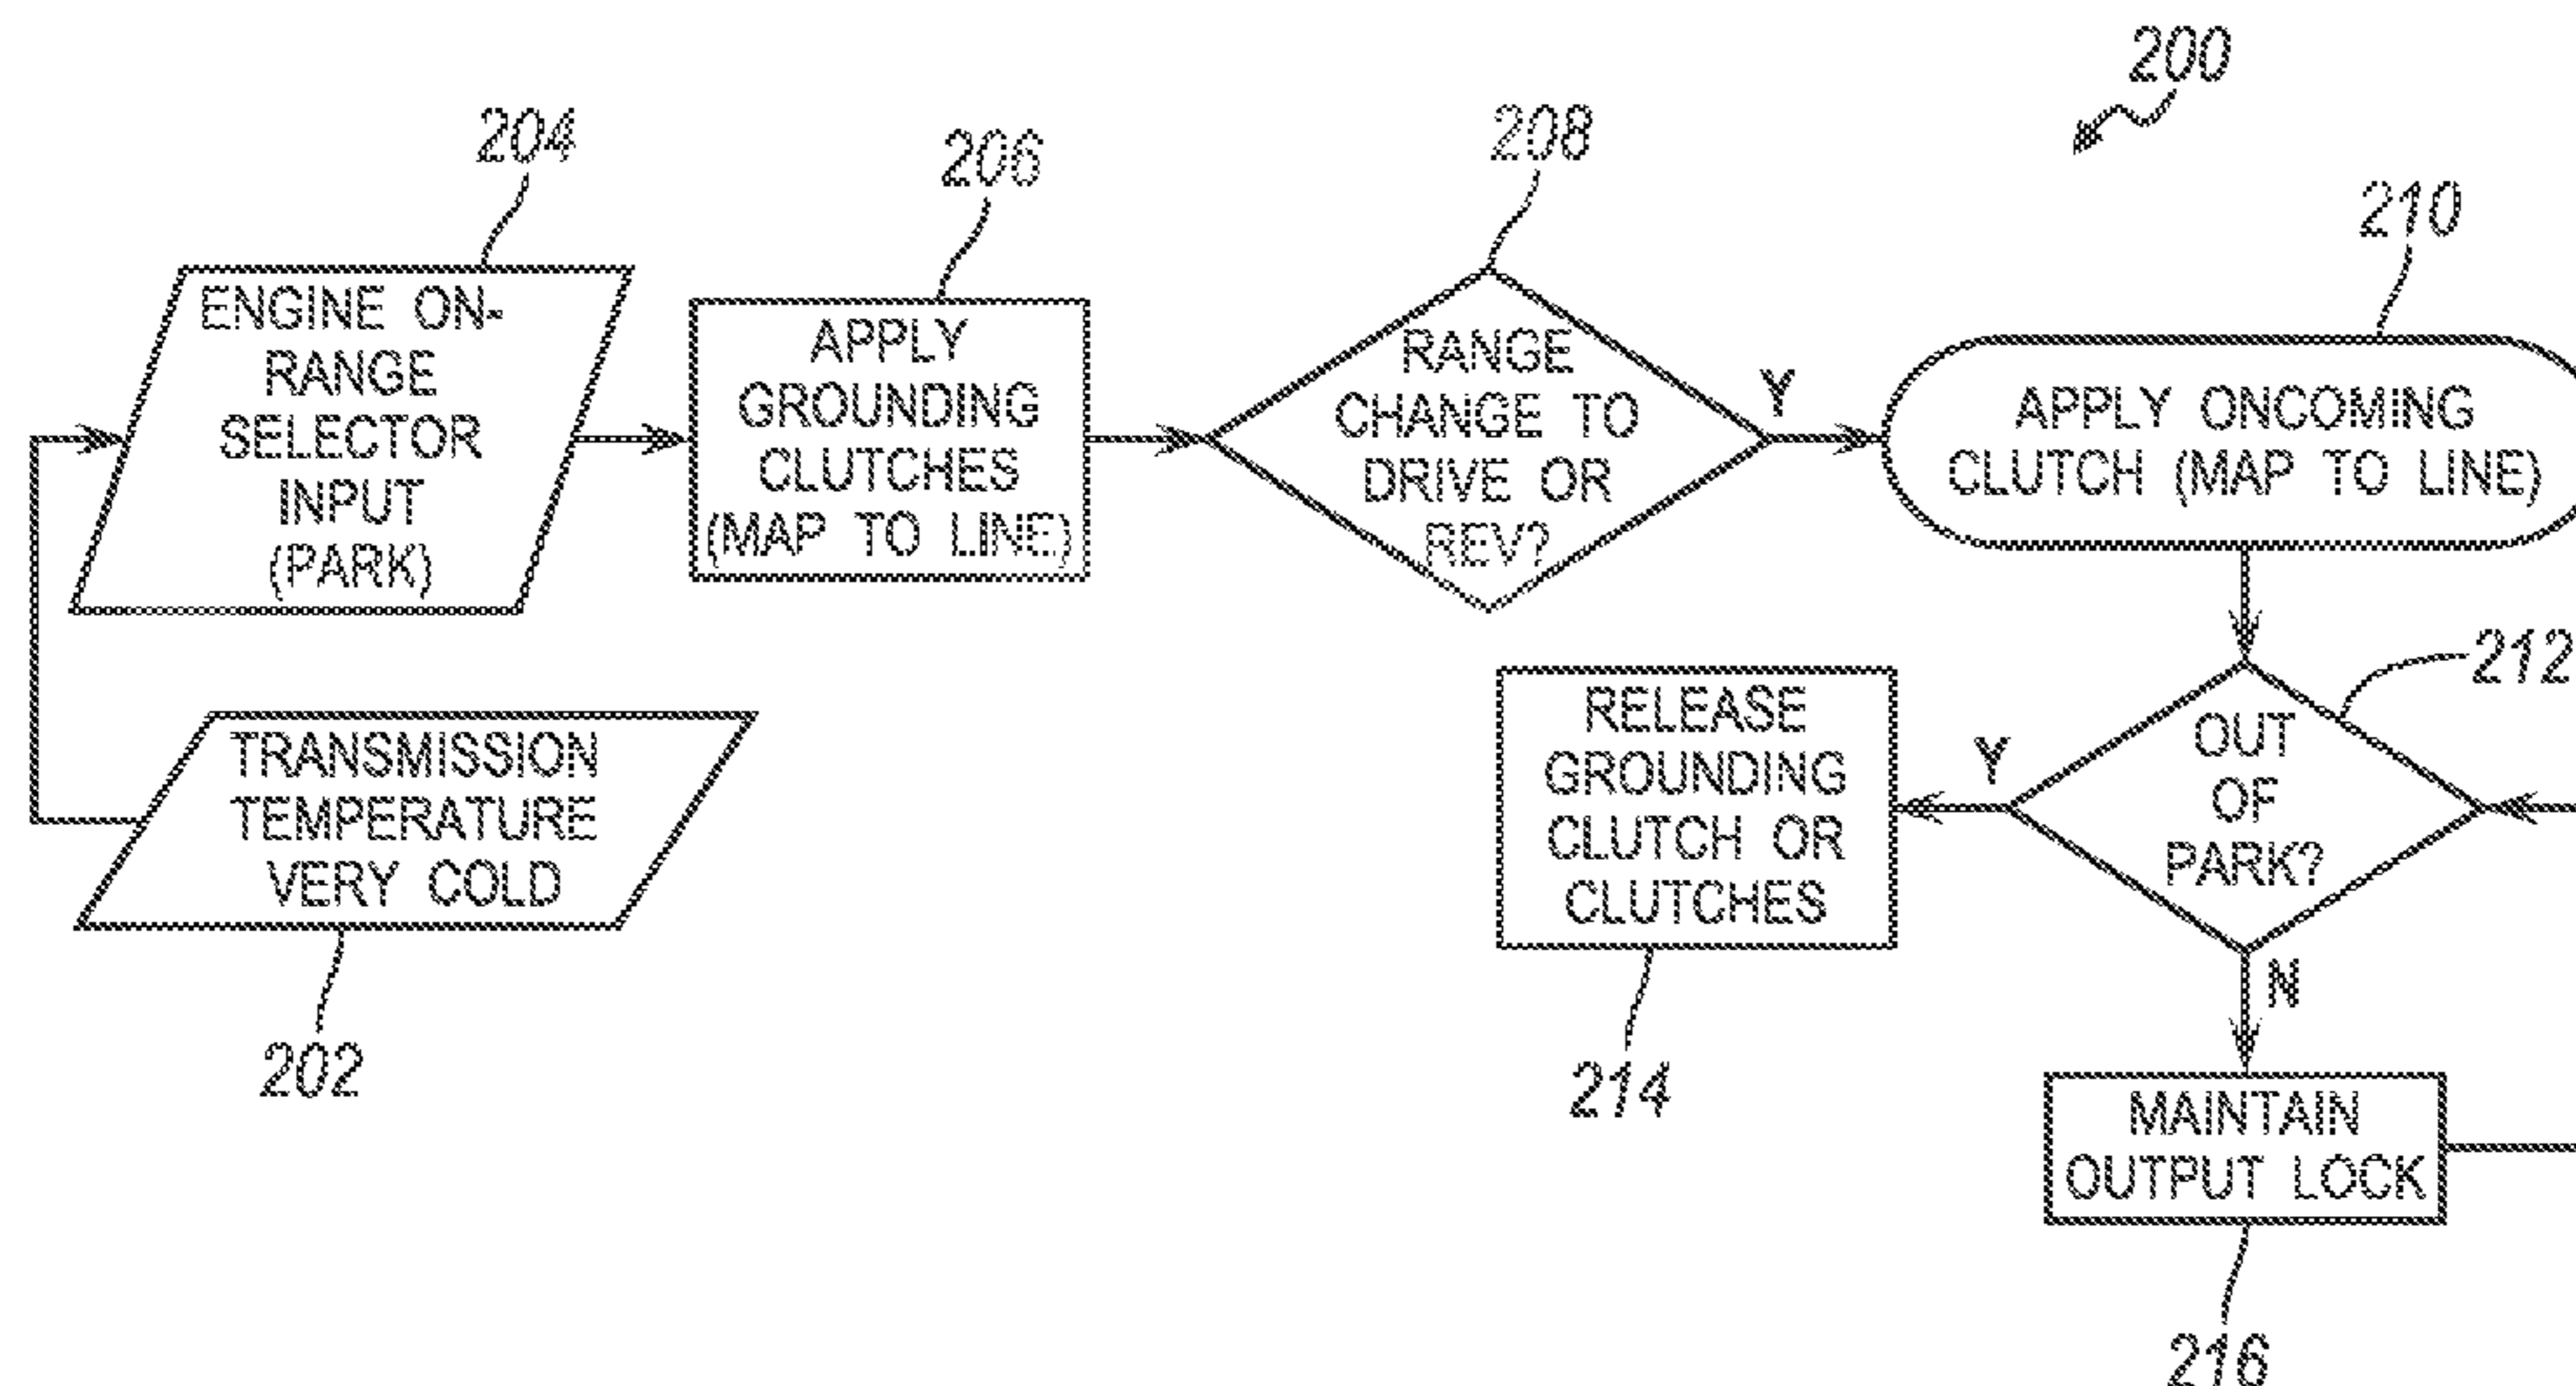 200
204
ENGINE ON-
RANGE
SELECTOR
INPUT
(PARK)
206
APPLY
GROUNDING
CLUTCHES
(MAP TO LINE)
208
RANGE
CHANGE TO
DRIVE OR
REV?
Y
210
APPLY ONCOMING
CLUTCH (MAP TO LINE)
212
OUT
OF
PARK?
Y
N
RELEASE
GROUNDING
CLUTCH OR
CLUTCHES
214
TRANSMISSION
TEMPERATURE
VERY COLD
202
MAINTAIN
OUTPUT LOCK
216